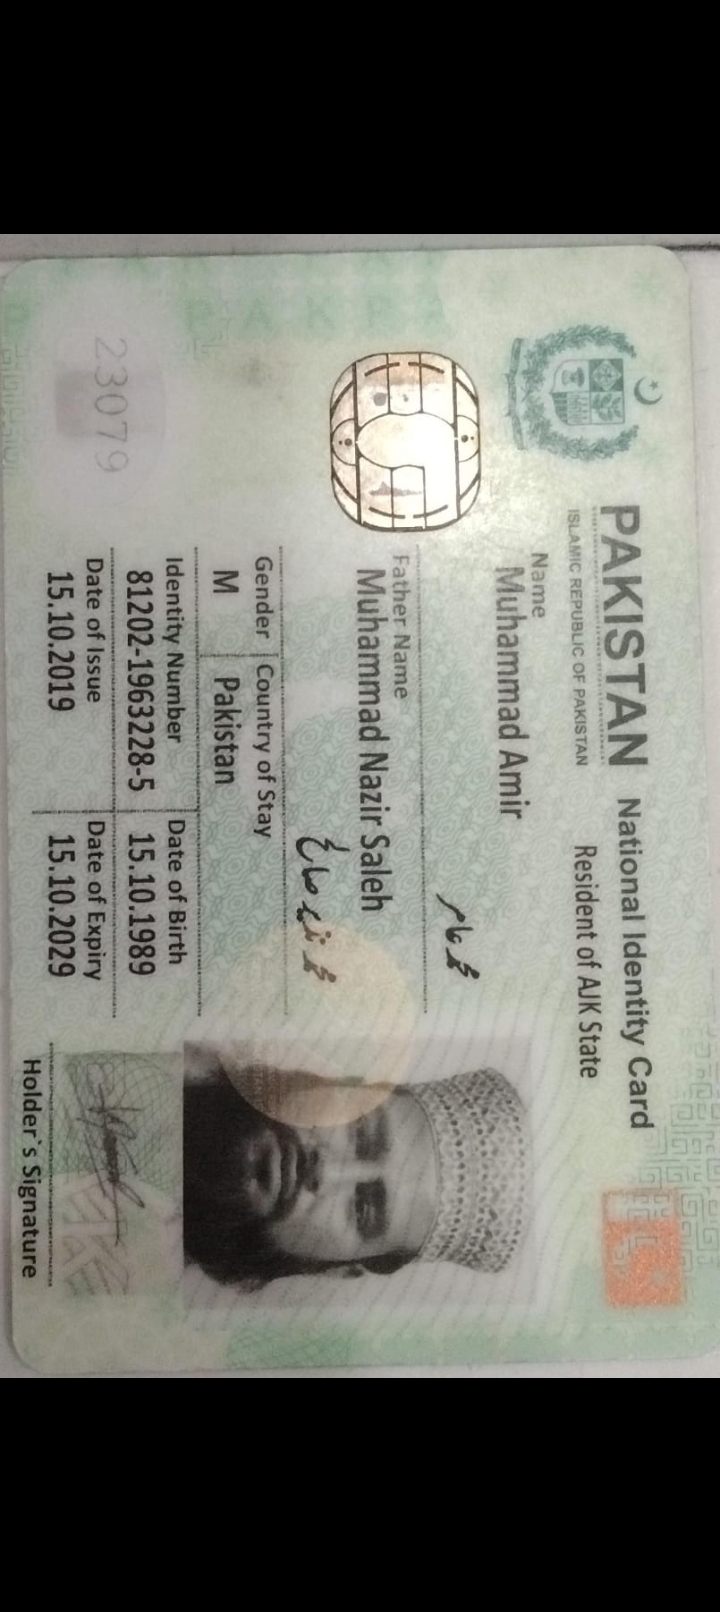 PAKISTAN National Identity Card
ISLAMIC REPUBLIC OF PAKISTAN Resident of AJK State
Name
Muhammad Amir
محمد عامر
Father Name
Muhammad Nazir Saleh
محمد نذیر صالح
Gender Country of Stay
M Pakistan
Identity Number Date of Birth
81202-1963228-5 15.10.1989
Date of Issue Date of Expiry
15.10.2019 15.10.2029
Holder`s Signature
23079
PAKPA